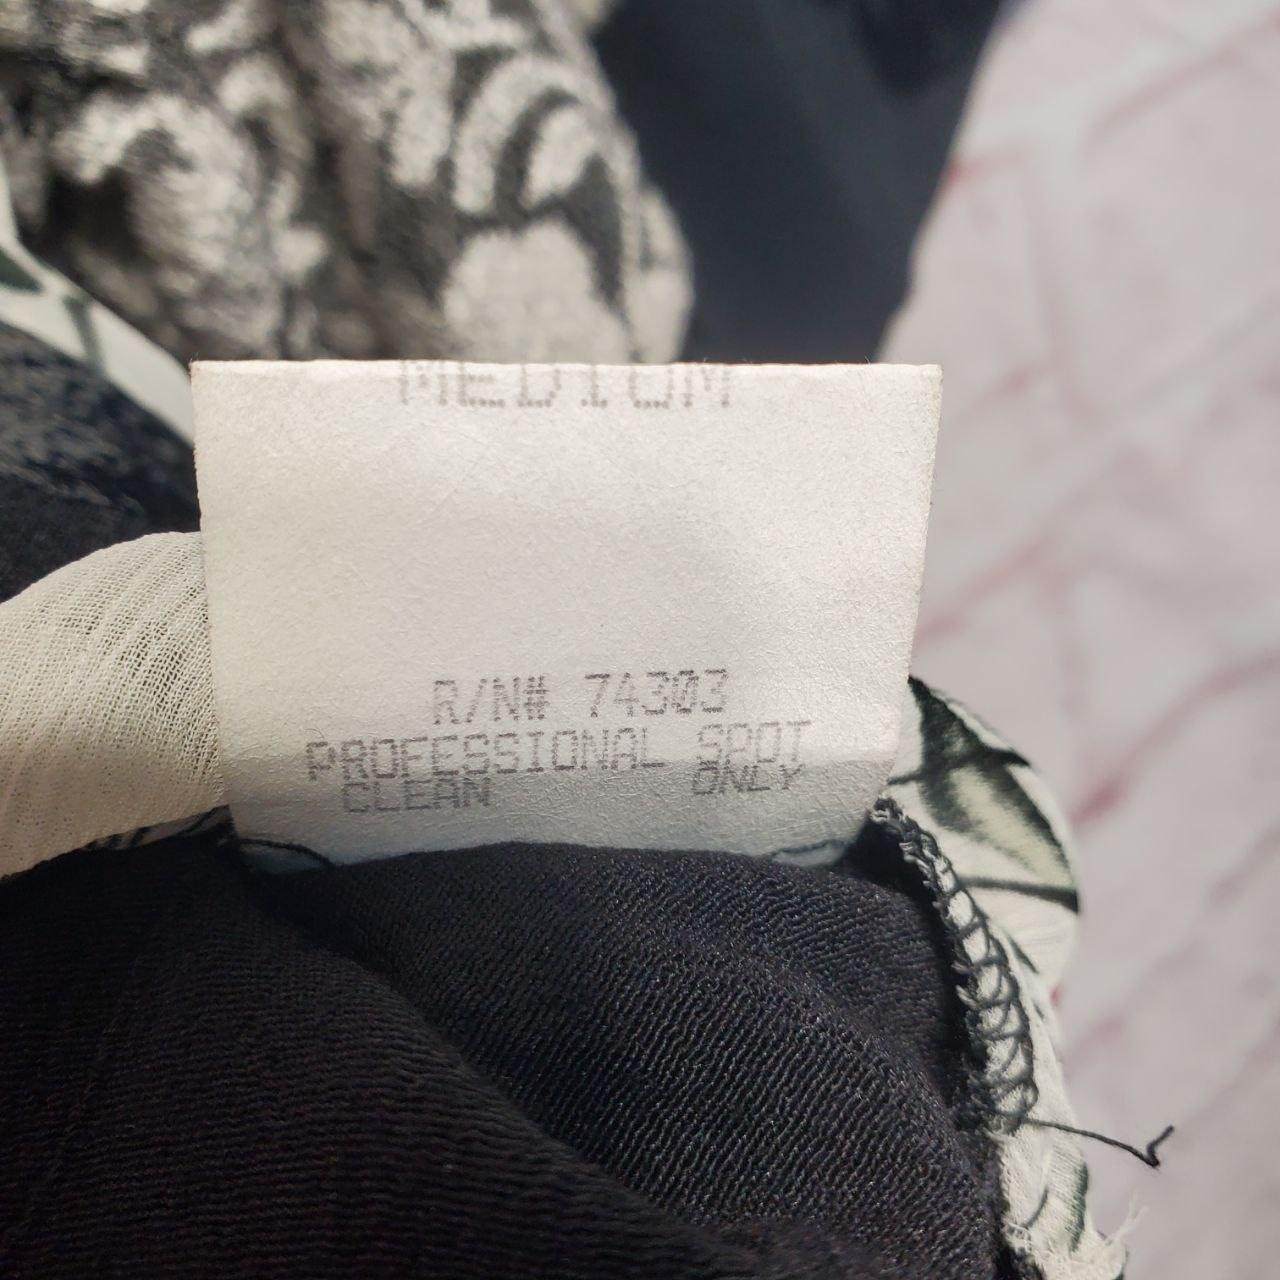 MEDIUM
R/N# 74303
PROFESSIONAL SPOT
CLEAN ONLY